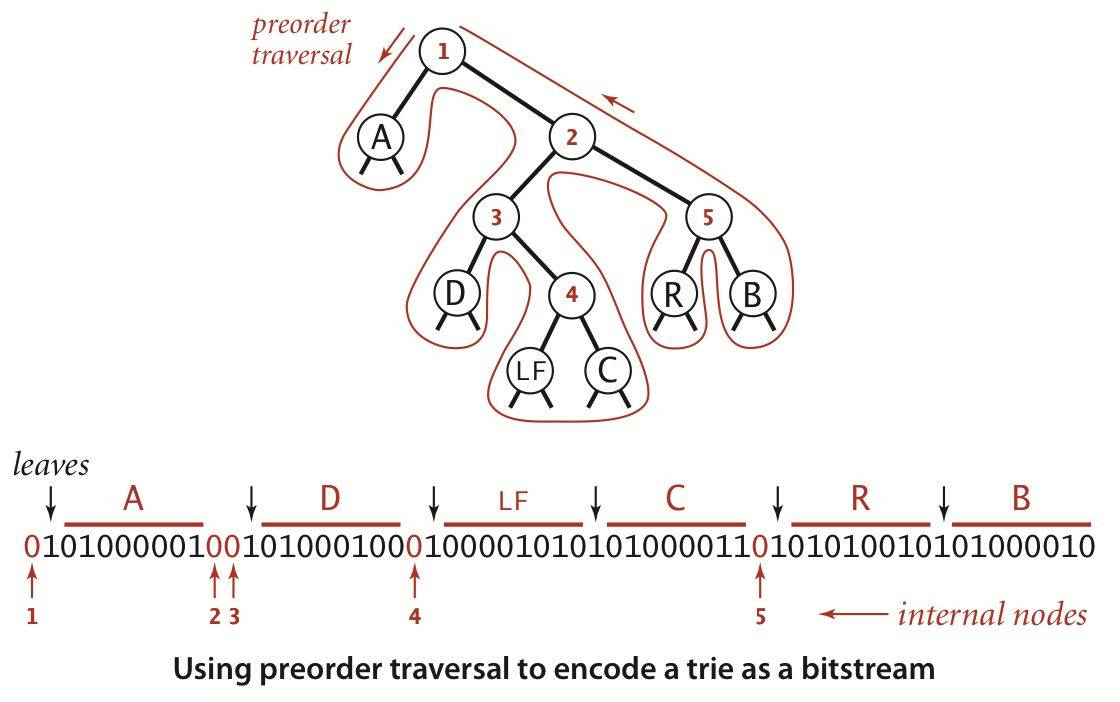 preorder
traversal
1
A
2
3
5
D
4
R
B
LF
C
leaves
A D LF C R B
01010000010010100010001000010101010000110101010010101000010
1 2 3 4 5 internal nodes
Using preorder traversal to encode a trie as a bitstream